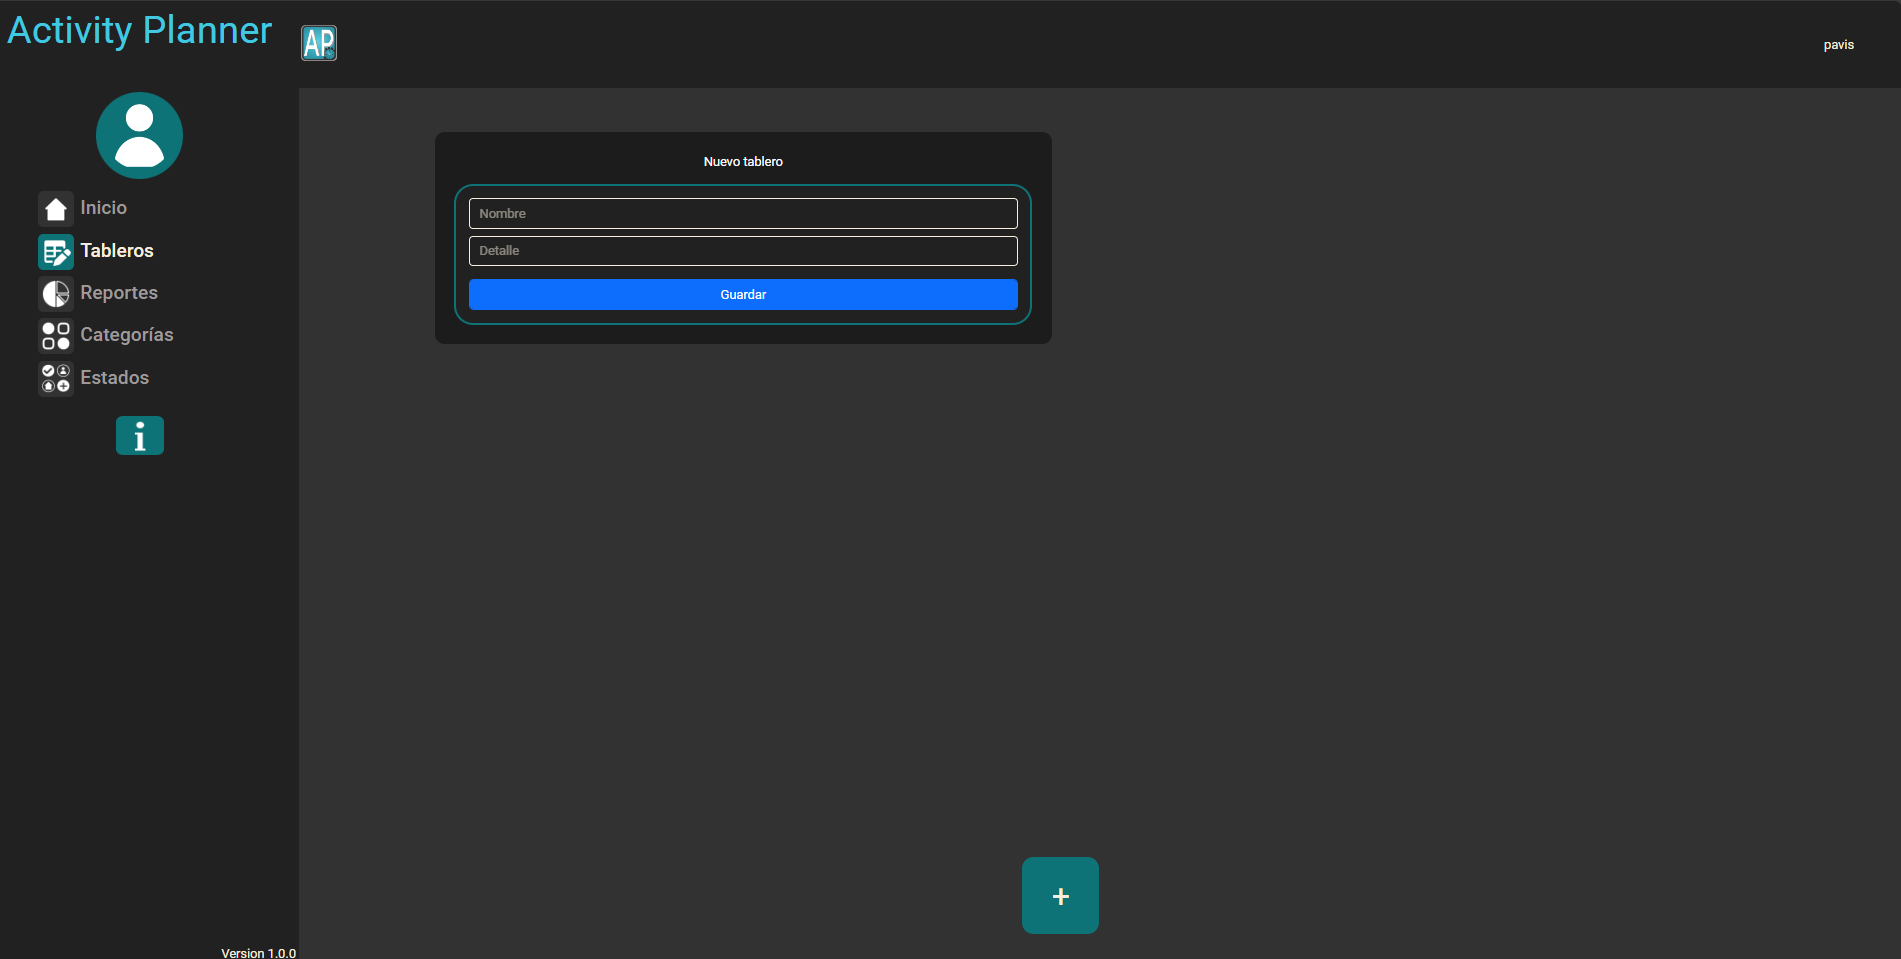 Activity Planner
AP
pavis
Inicio
Tableros
Reportes
Categorías
Estados
i
Nuevo tablero
Nombre
Detalle
Guardar
+
Version 1.0.0